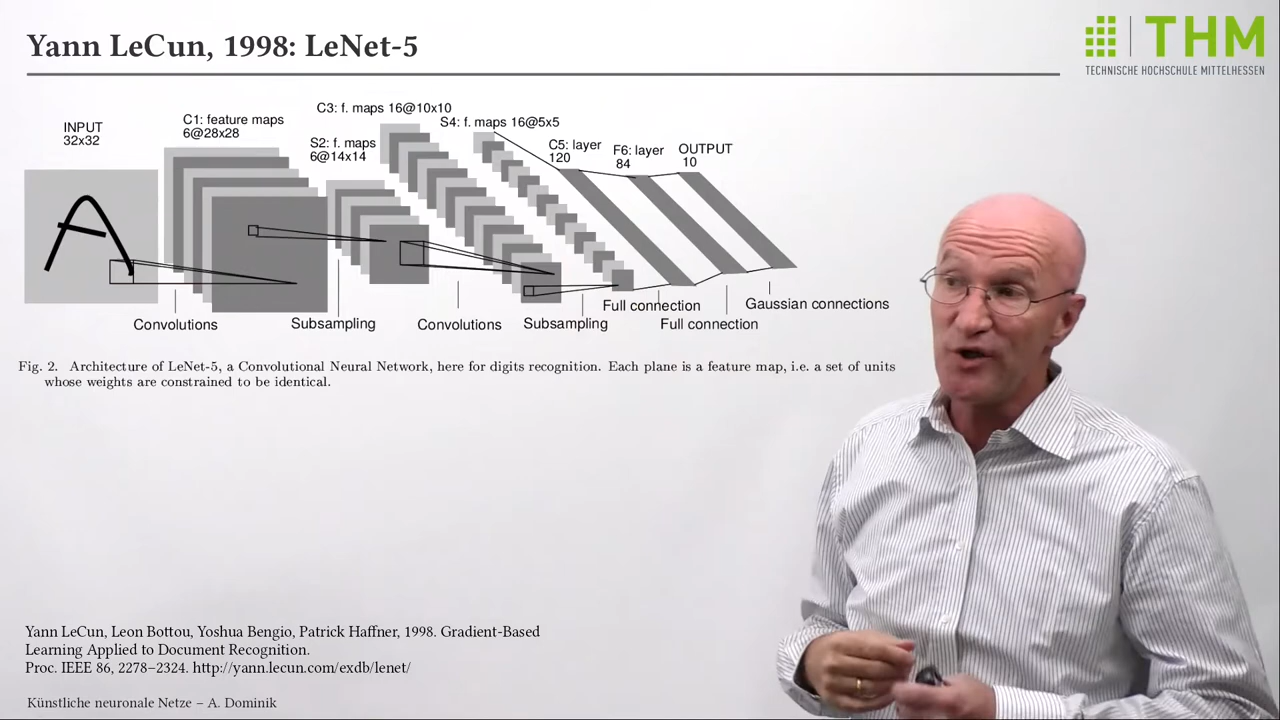 Yann LeCun, 1998: LeNet-5
THM
TECHNISCHE HOCHSCHULE MITTELHESSEN
INPUT
32x32
C1: feature maps
6@28x28
S2: f. maps
6@14x14
C3: f. maps 16@10x10
S4: f. maps 16@5x5
C5: layer
120
F6: layer
84
OUTPUT
10
Convolutions
Subsampling
Convolutions
Subsampling
Full connection
Full connection
Gaussian connections
A
Fig. 2. Architecture of LeNet-5, a Convolutional Neural Network, here for digits recognition. Each plane is a feature map, i.e. a set of units
whose weights are constrained to be identical.
Yann LeCun, Leon Bottou, Yoshua Bengio, Patrick Haffner, 1998. Gradient-Based
Learning Applied to Document Recognition.
Proc. IEEE 86, 2278–2324. http://yann.lecun.com/exdb/lenet/
Künstliche neuronale Netze – A. Dominik